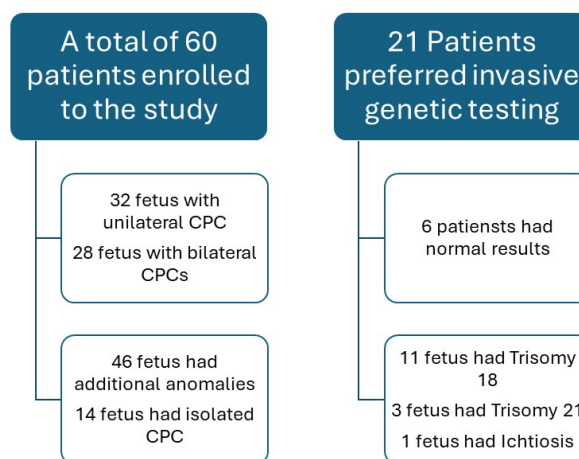 A total of 60
patients enrolled
to the study
32 fetus with
unilateral CPC
28 fetus with bilateral
CPCs
46 fetus had
additional anomalies
14 fetus had isolated
CPC
21 Patients
preferred invasive
genetic testing
6 patiensts had
normal results
11 fetus had Trisomy
18
3 fetus had Trisomy 21
1 fetus had Ichtiosis